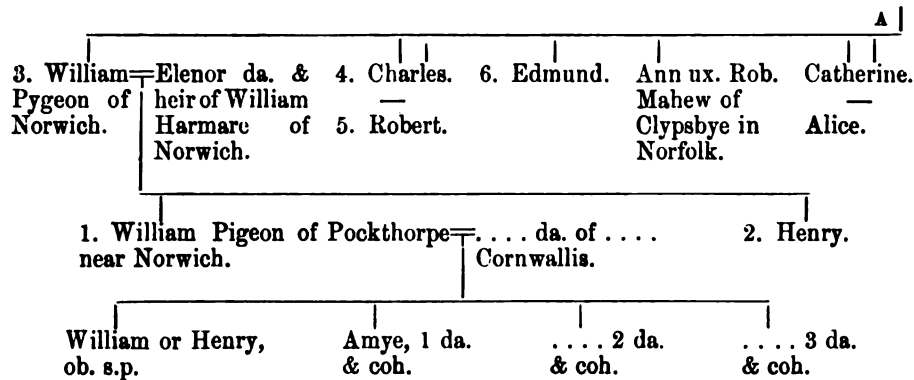 A
3. William=Elenor da. & 4. Charles. 6. Edmund. Ann ux. Rob. Catherine.
Pygeon of heir of William — Mahew of —
Norwich. Harmare of 5. Robert. Clypsbye in Alice.
Norwich. Norfolk.
1. William Pigeon of Pockthorpe=. . . . da. of . . . . 2. Henry.
near Norwich. Cornwallis.
William or Henry, Amye, 1 da. . . . . 2 da. . . . . 3 da.
ob. s.p. & coh. & coh. & coh.